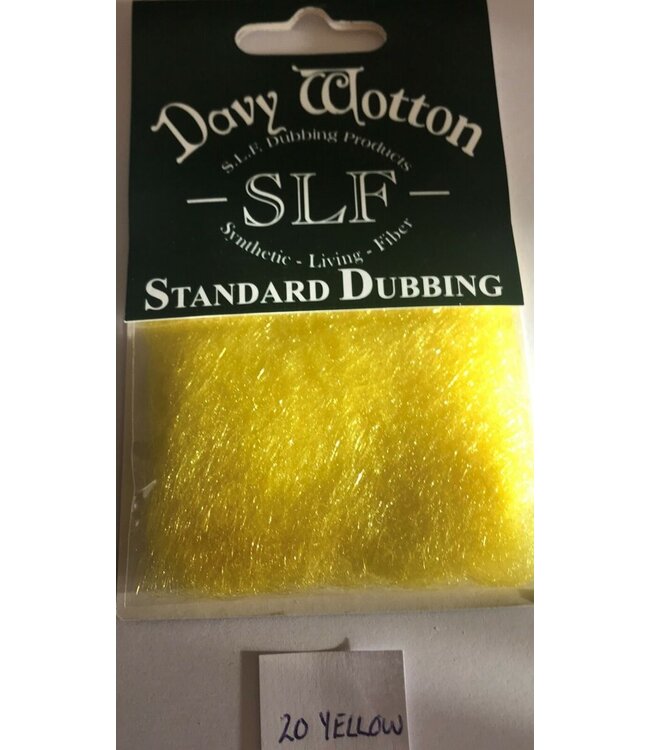 Davy Wotton
S.L.F. Dubbing Products
SLF
Synthetic - Living - Fiber
STANDARD DUBBING
20 YELLOW